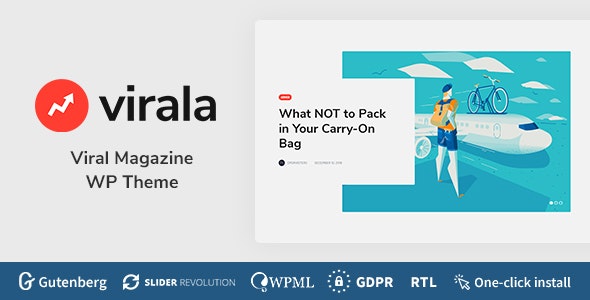 virala
Viral Magazine
WP Theme
What NOT to Pack
in Your Carry-On
Bag
Gutenberg
SLIDER REVOLUTION
WPML
GDPR
RTL
One-click install